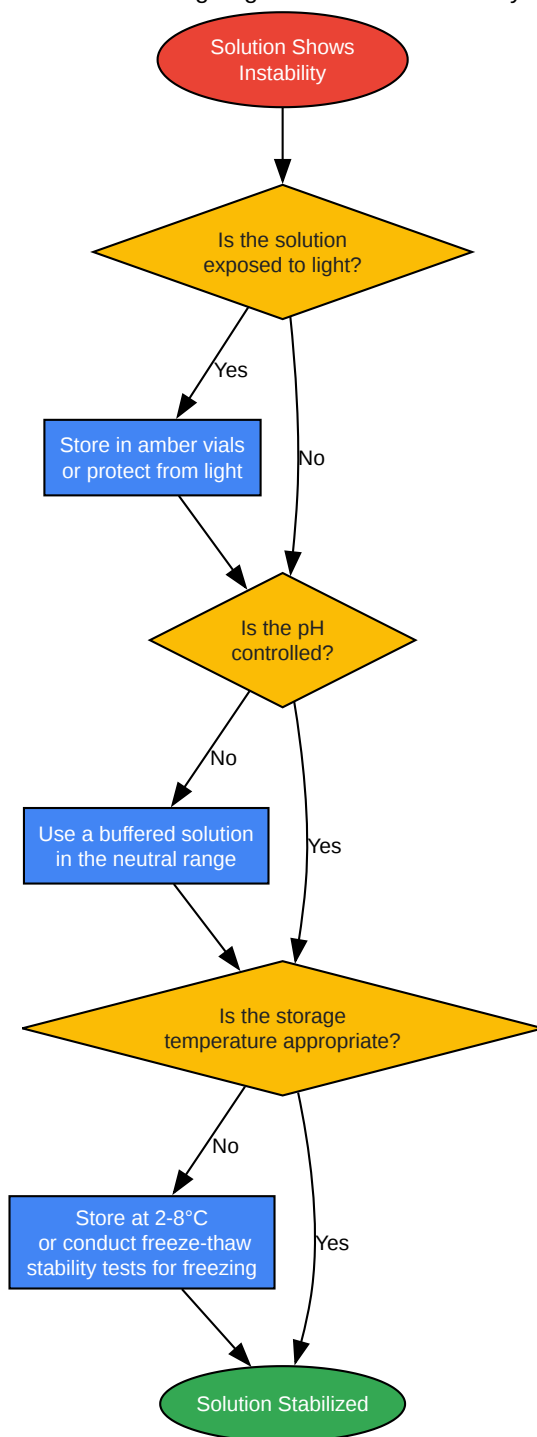 Solution Shows
Instability
Is the solution
exposed to light?
Yes
Store in amber vials
or protect from light
No
Is the pH
controlled?
No
Use a buffered solution
in the neutral range
Yes
Is the storage
temperature appropriate?
No
Store at 2-8°C
or conduct freeze-thaw
stability tests for freezing
Yes
Solution Stabilized